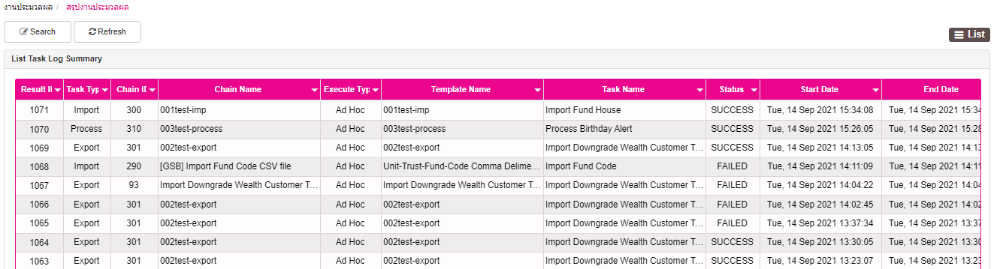 งานประมวลผล / สรุปงานประมวลผล
Search Refresh
List
List Task Log Summary
Result II Task Typ Chain II Chain Name Execute Typ Template Name Task Name Status Start Date End Date
1071 Import 300 001test-imp Ad Hoc 001test-imp Import Fund House SUCCESS Tue, 14 Sep 2021 15:34:08 Tue, 14 Sep 2021 15:34
1070 Process 310 003test-process Ad Hoc 003test-process Process Birthday Alert SUCCESS Tue, 14 Sep 2021 15:26:05 Tue, 14 Sep 2021 15:28
1069 Export 301 002test-export Ad Hoc 002test-export Import Downgrade Wealth Customer T... SUCCESS Tue, 14 Sep 2021 14:13:05 Tue, 14 Sep 2021 14:13
1068 Import 290 [GSB] Import Fund Code CSV file Ad Hoc Unit-Trust-Fund-Code Comma Delime... Import Fund Code FAILED Tue, 14 Sep 2021 14:11:09 Tue, 14 Sep 2021 14:11
1067 Export 93 Import Downgrade Wealth Customer T... Ad Hoc Import Downgrade Wealth Customer T... Import Downgrade Wealth Customer T... FAILED Tue, 14 Sep 2021 14:04:22 Tue, 14 Sep 2021 14:04
1066 Export 301 002test-export Ad Hoc 002test-export Import Downgrade Wealth Customer T... FAILED Tue, 14 Sep 2021 14:02:45 Tue, 14 Sep 2021 14:02
1065 Export 301 002test-export Ad Hoc 002test-export Import Downgrade Wealth Customer T... FAILED Tue, 14 Sep 2021 13:37:34 Tue, 14 Sep 2021 13:37
1064 Export 301 002test-export Ad Hoc 002test-export Import Downgrade Wealth Customer T... SUCCESS Tue, 14 Sep 2021 13:30:05 Tue, 14 Sep 2021 13:30
1063 Export 301 002test-export Ad Hoc 002test-export Import Downgrade Wealth Customer T... SUCCESS Tue, 14 Sep 2021 13:23:07 Tue, 14 Sep 2021 13:23